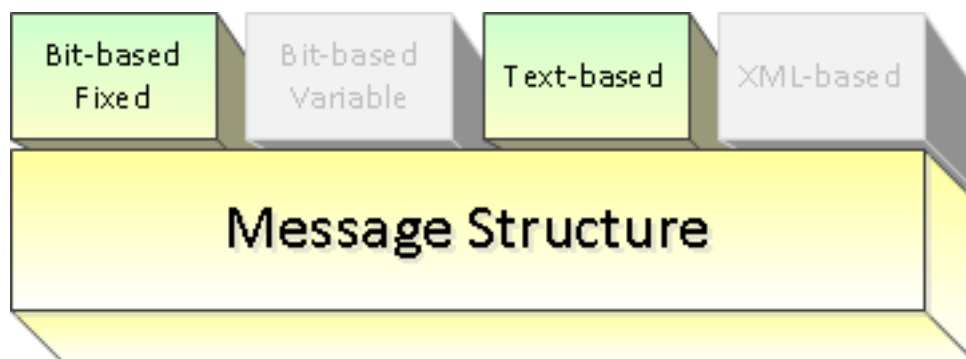 Bit-based
Fixed
Bit-based
Variable
Text-based
XML-based
Message Structure